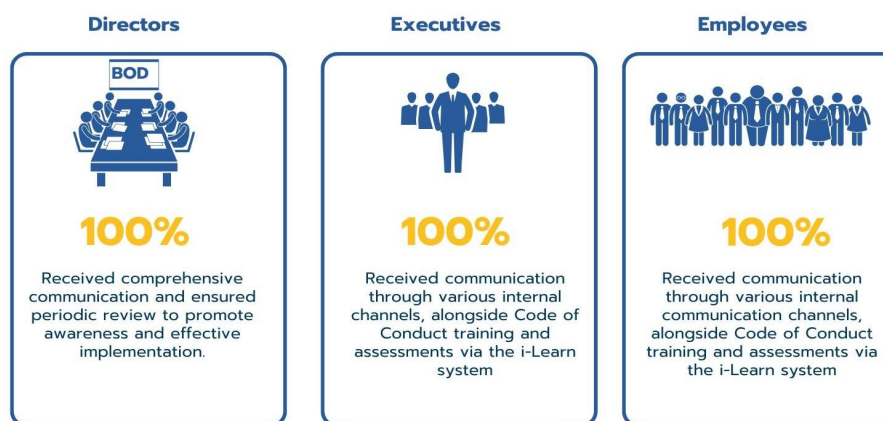 Directors
BOD
100%
Received comprehensive
communication and ensured
periodic review to promote
awareness and effective
implementation.
Executives
100%
Received communication
through various internal
channels, alongside Code of
Conduct training and
assessments via the i-Learn
system
Employees
100%
Received communication
through various internal
communication channels,
alongside Code of Conduct
training and assessments via
the i-Learn system